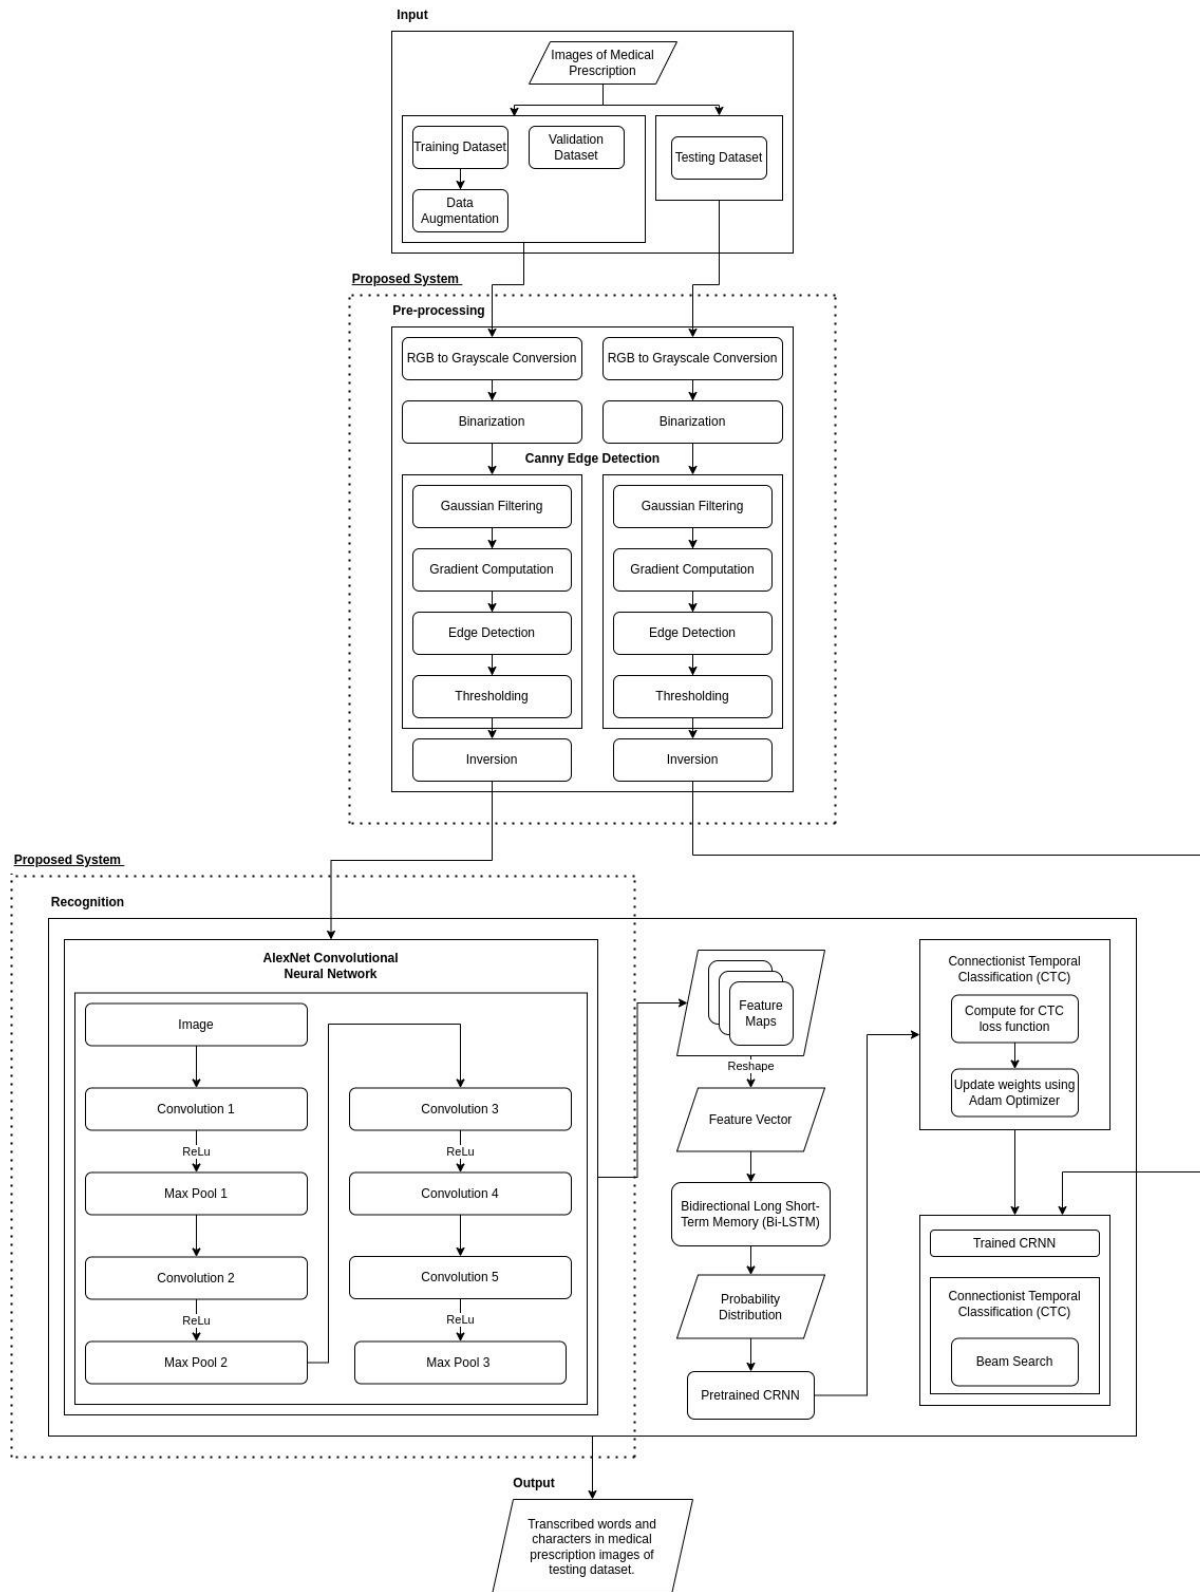 Input
Images of Medical
Prescription
Training Dataset
Validation
Dataset
Testing Dataset
Data
Augmentation
Proposed System
Pre-processing
RGB to Grayscale Conversion
RGB to Grayscale Conversion
Binarization
Binarization
Canny Edge Detection
Gaussian Filtering
Gaussian Filtering
Gradient Computation
Gradient Computation
Edge Detection
Edge Detection
Thresholding
Thresholding
Inversion
Inversion
Proposed System
Recognition
AlexNet Convolutional
Neural Network
Image
Convolution 1
ReLu
Max Pool 1
Convolution 2
ReLu
Max Pool 2
Convolution 3
ReLu
Convolution 4
Convolution 5
ReLu
Max Pool 3
Feature
Maps
Reshape
Feature Vector
Bidirectional Long Short-
Term Memory (Bi-LSTM)
Probability
Distribution
Pretrained CRNN
Connectionist Temporal
Classification (CTC)
Compute for CTC
loss function
Update weights using
Adam Optimizer
Trained CRNN
Connectionist Temporal
Classification (CTC)
Beam Search
Output
Transcribed words and
characters in medical
prescription images of
testing dataset.